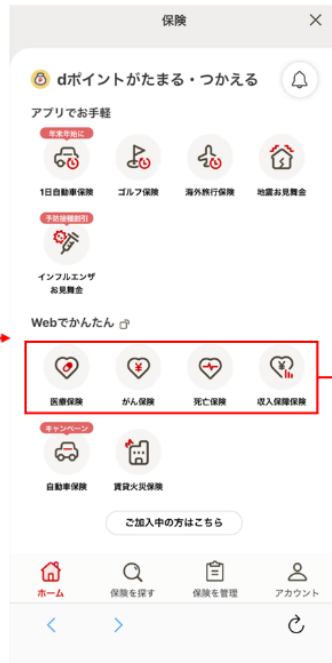 保険
dポイントがたまる・つかえる
アプリでお手軽
年末年始に
1日自動車保険 ゴルフ保険 海外旅行保険 地震お見舞金
予防接種割引
インフルエンザ
お見舞金
Webでかんたん
医療保険 がん保険 死亡保険 収入保障保険
キャンペーン
自動車保険 賃貸火災保険
ご加入中の方はこちら
ホーム 保険を探す 保険を管理 アカウント